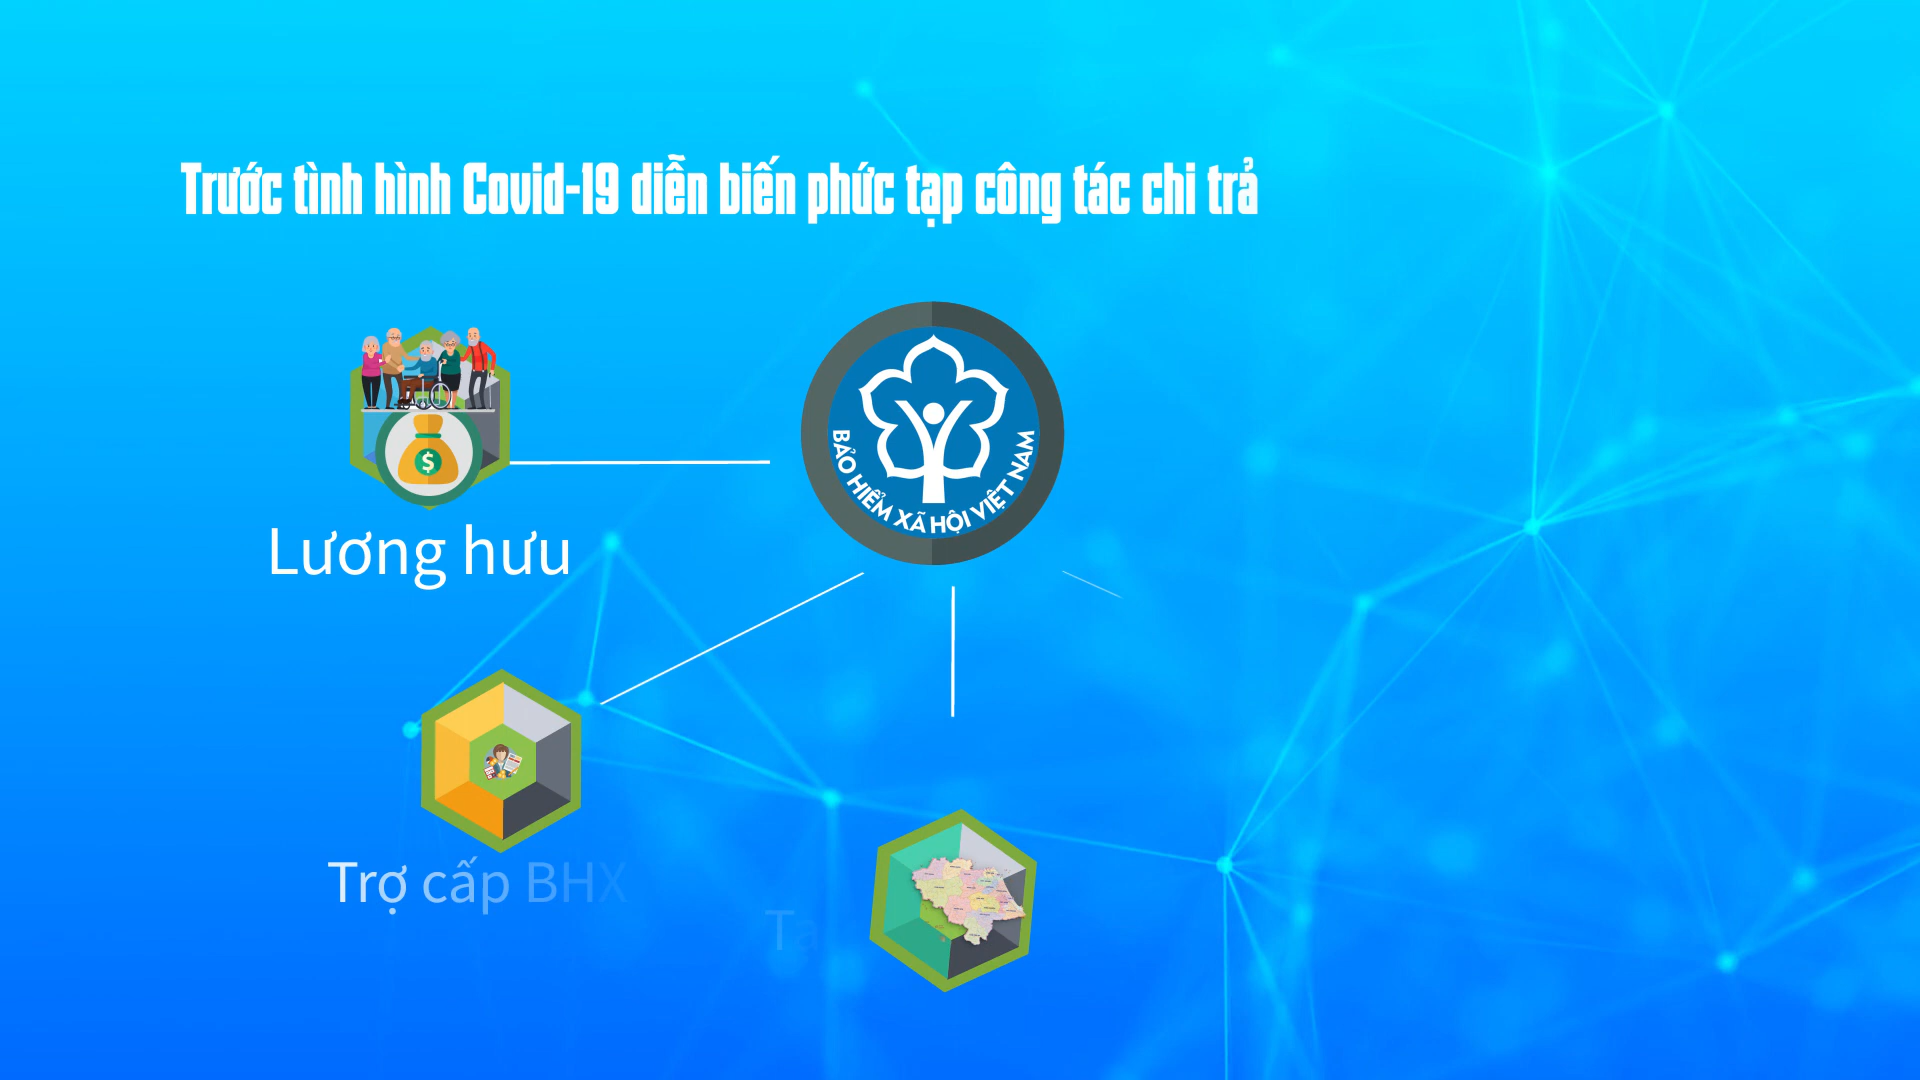 Trước tình hình Covid-19 diễn biến phức tạp công tác chi trả
BẢO HIỂM XÃ HỘI VIỆT NAM
Lương hưu
Trợ cấp BHX